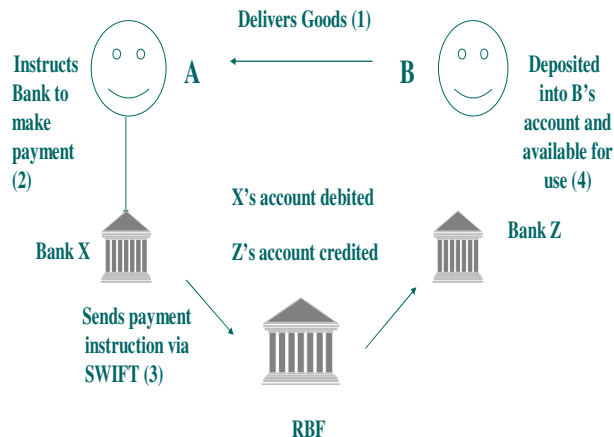 Delivers Goods (1)
A
B
Instructs
Bank to
make
payment
(2)
Deposited
into B's
account and
available for
use (4)
X's account debited
Bank X
Z's account credited
Bank Z
Sends payment
instruction via
SWIFT (3)
RBF